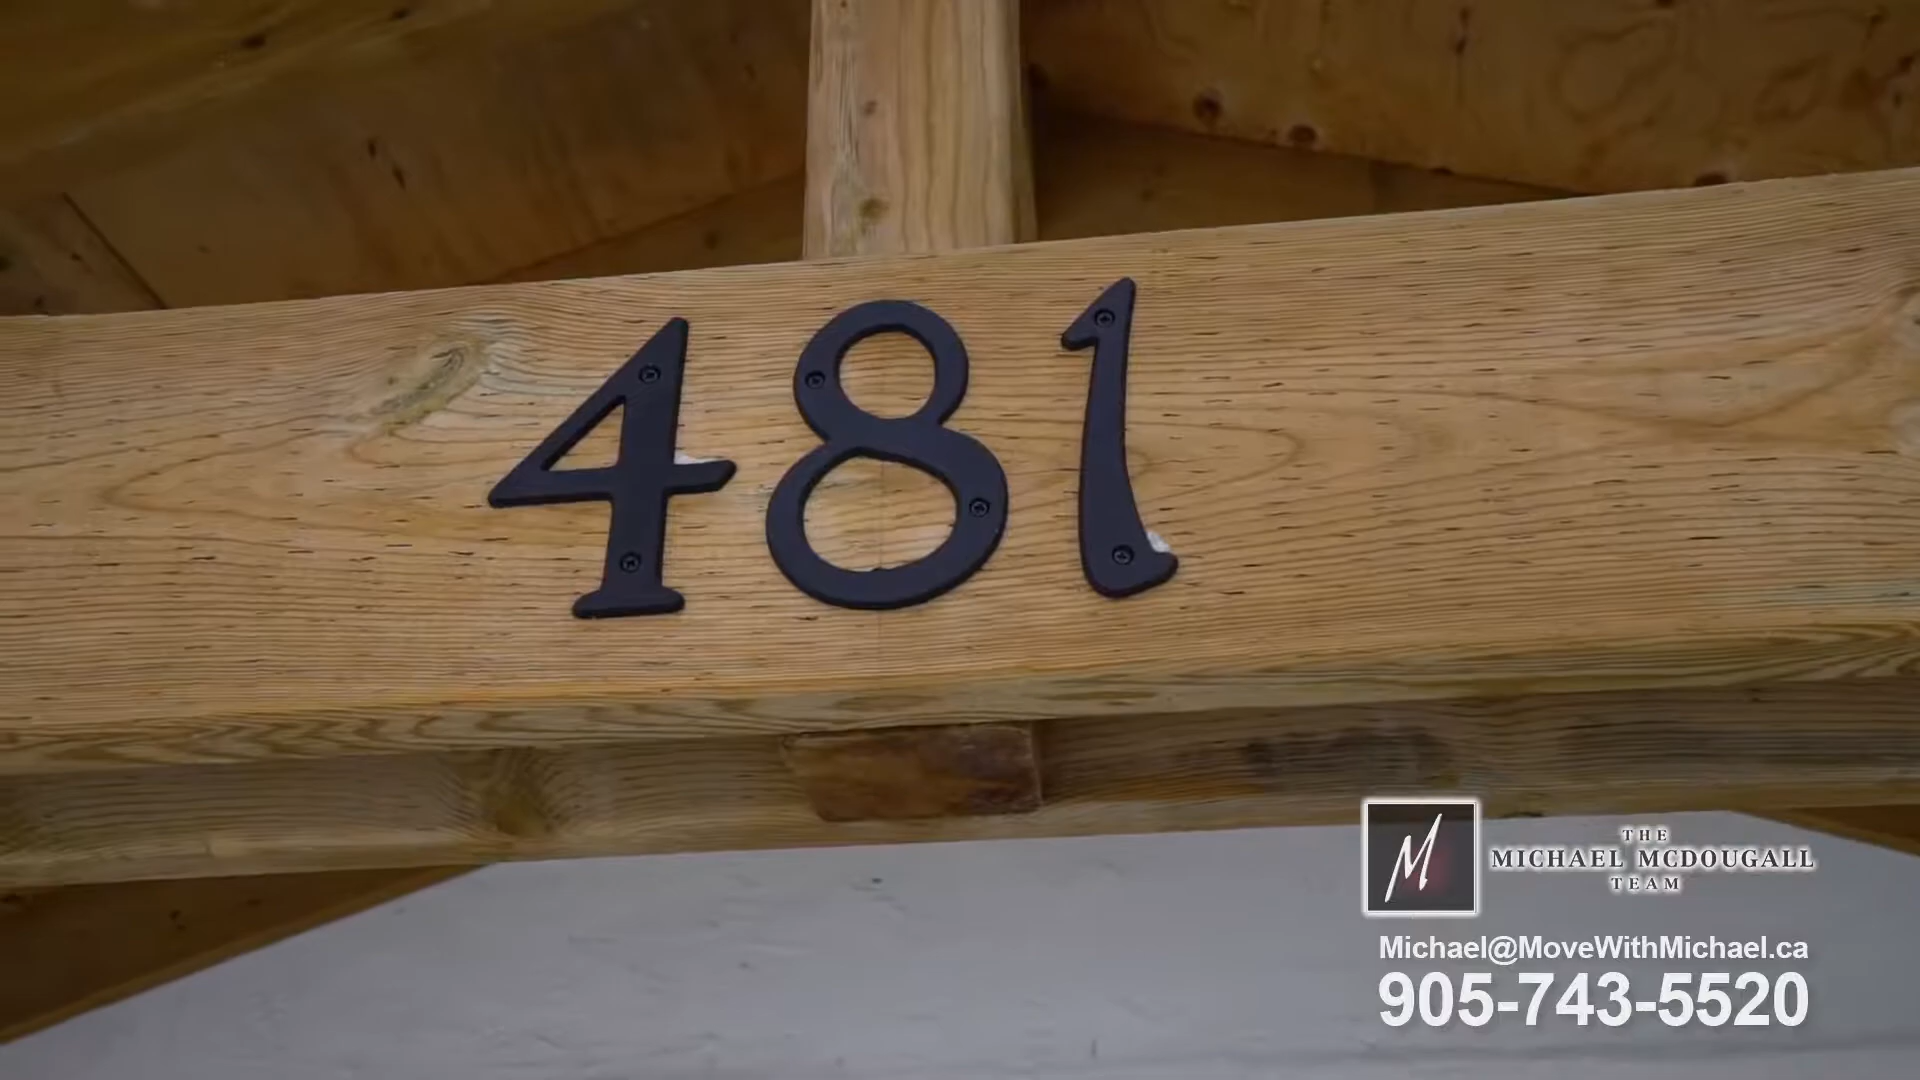 481
M
THE
MICHAEL MCDOUGALL
TEAM
Michael@MoveWithMichael.ca
905-743-5520